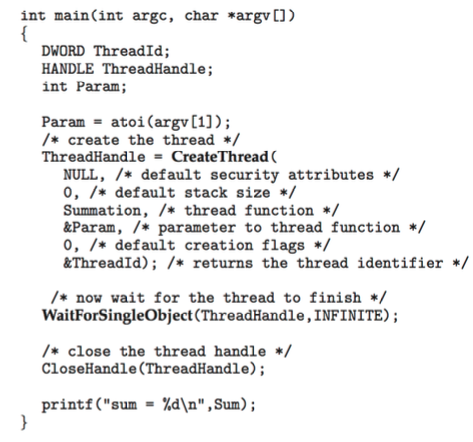 int main(int argc, char *argv[])
{
DWORD ThreadId;
HANDLE ThreadHandle;
int Param;
Param = atoi(argv[1]);
/* create the thread */
ThreadHandle = CreateThread(
NULL, /* default security attributes */
0, /* default stack size */
Summation, /* thread function */
&Param, /* parameter to thread function */
0, /* default creation flags */
&ThreadId); /* returns the thread identifier */
/* now wait for the thread to finish */
WaitForSingleObject(ThreadHandle,INFINITE);
/* close the thread handle */
CloseHandle(ThreadHandle);
printf("sum = %d\n",Sum);
}